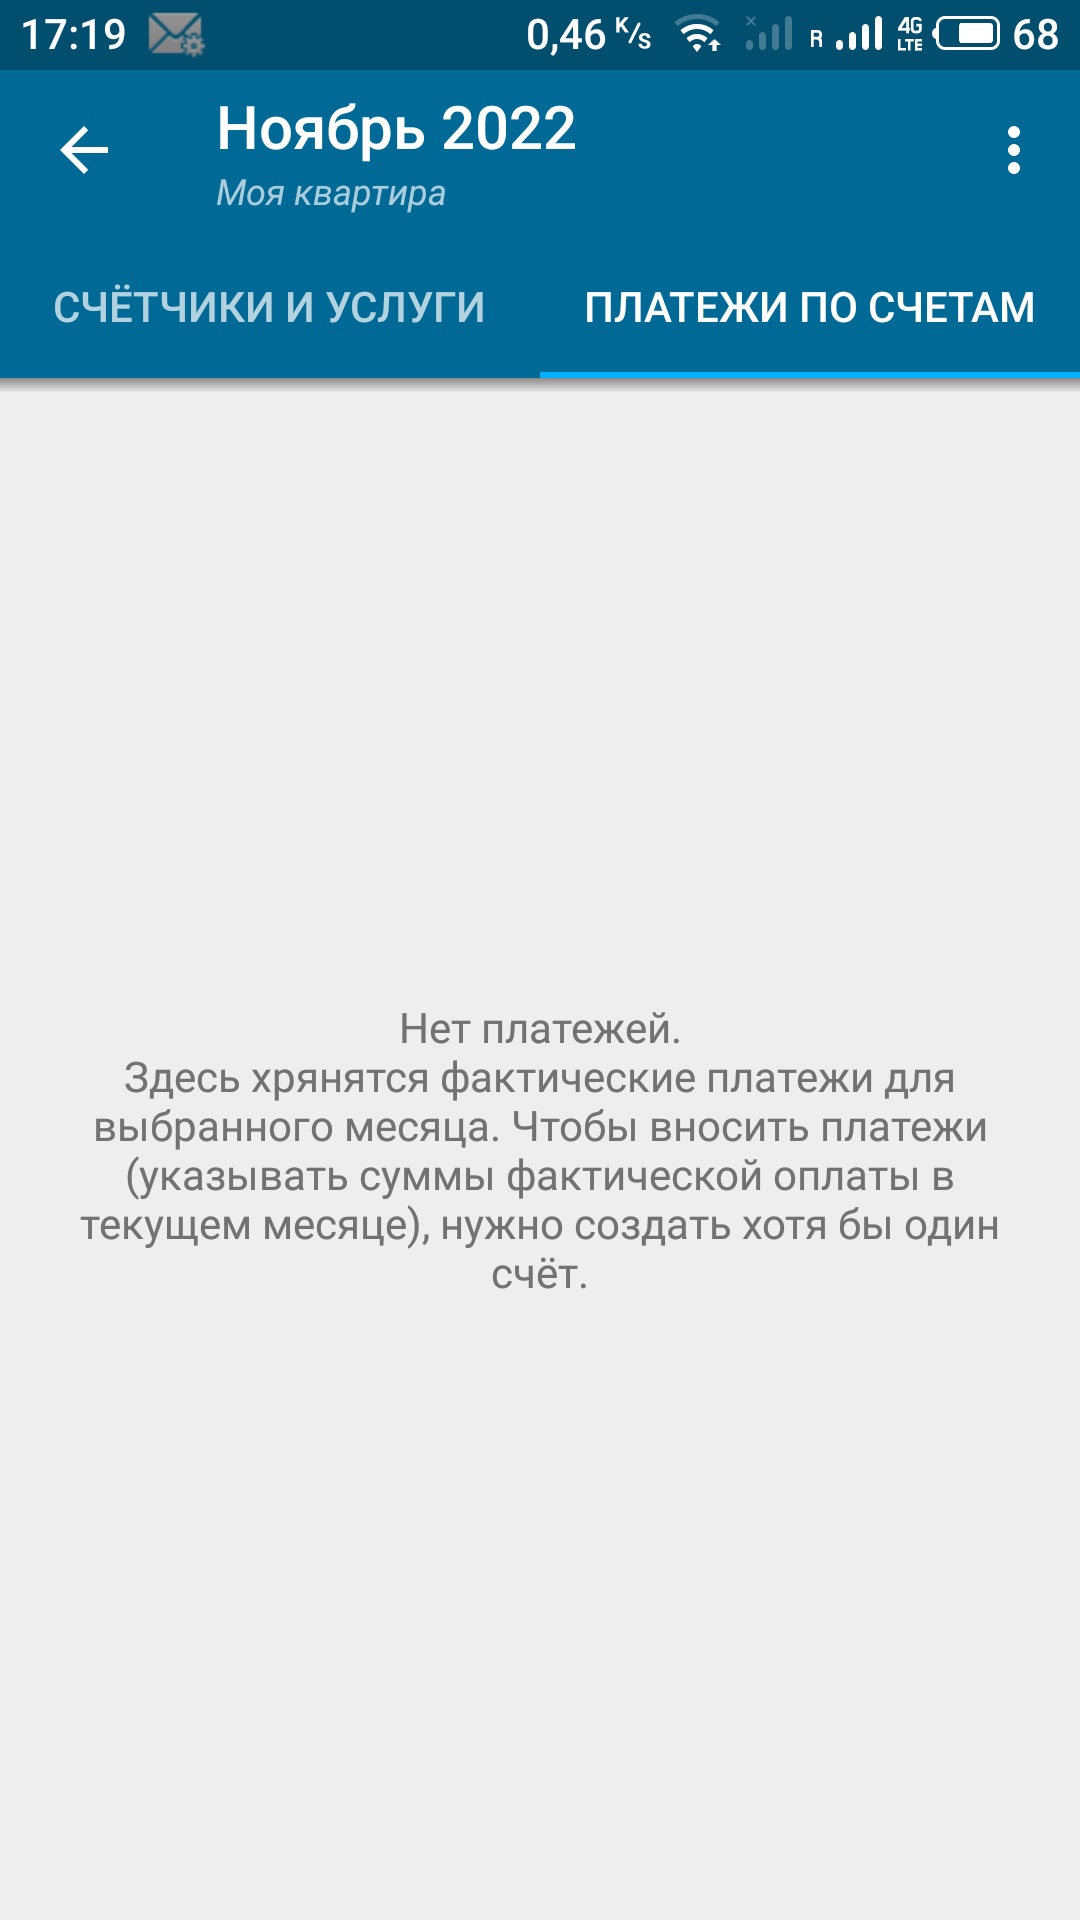 17:19 0,46 K/s R 4G LTE 68
Ноябрь 2022
Моя квартира
СЧЁТЧИКИ И УСЛУГИ ПЛАТЕЖИ ПО СЧЕТАМ
Нет платежей.
Здесь хрянятся фактические платежи для
выбранного месяца. Чтобы вносить платежи
(указывать суммы фактической оплаты в
текущем месяце), нужно создать хотя бы один
счёт.